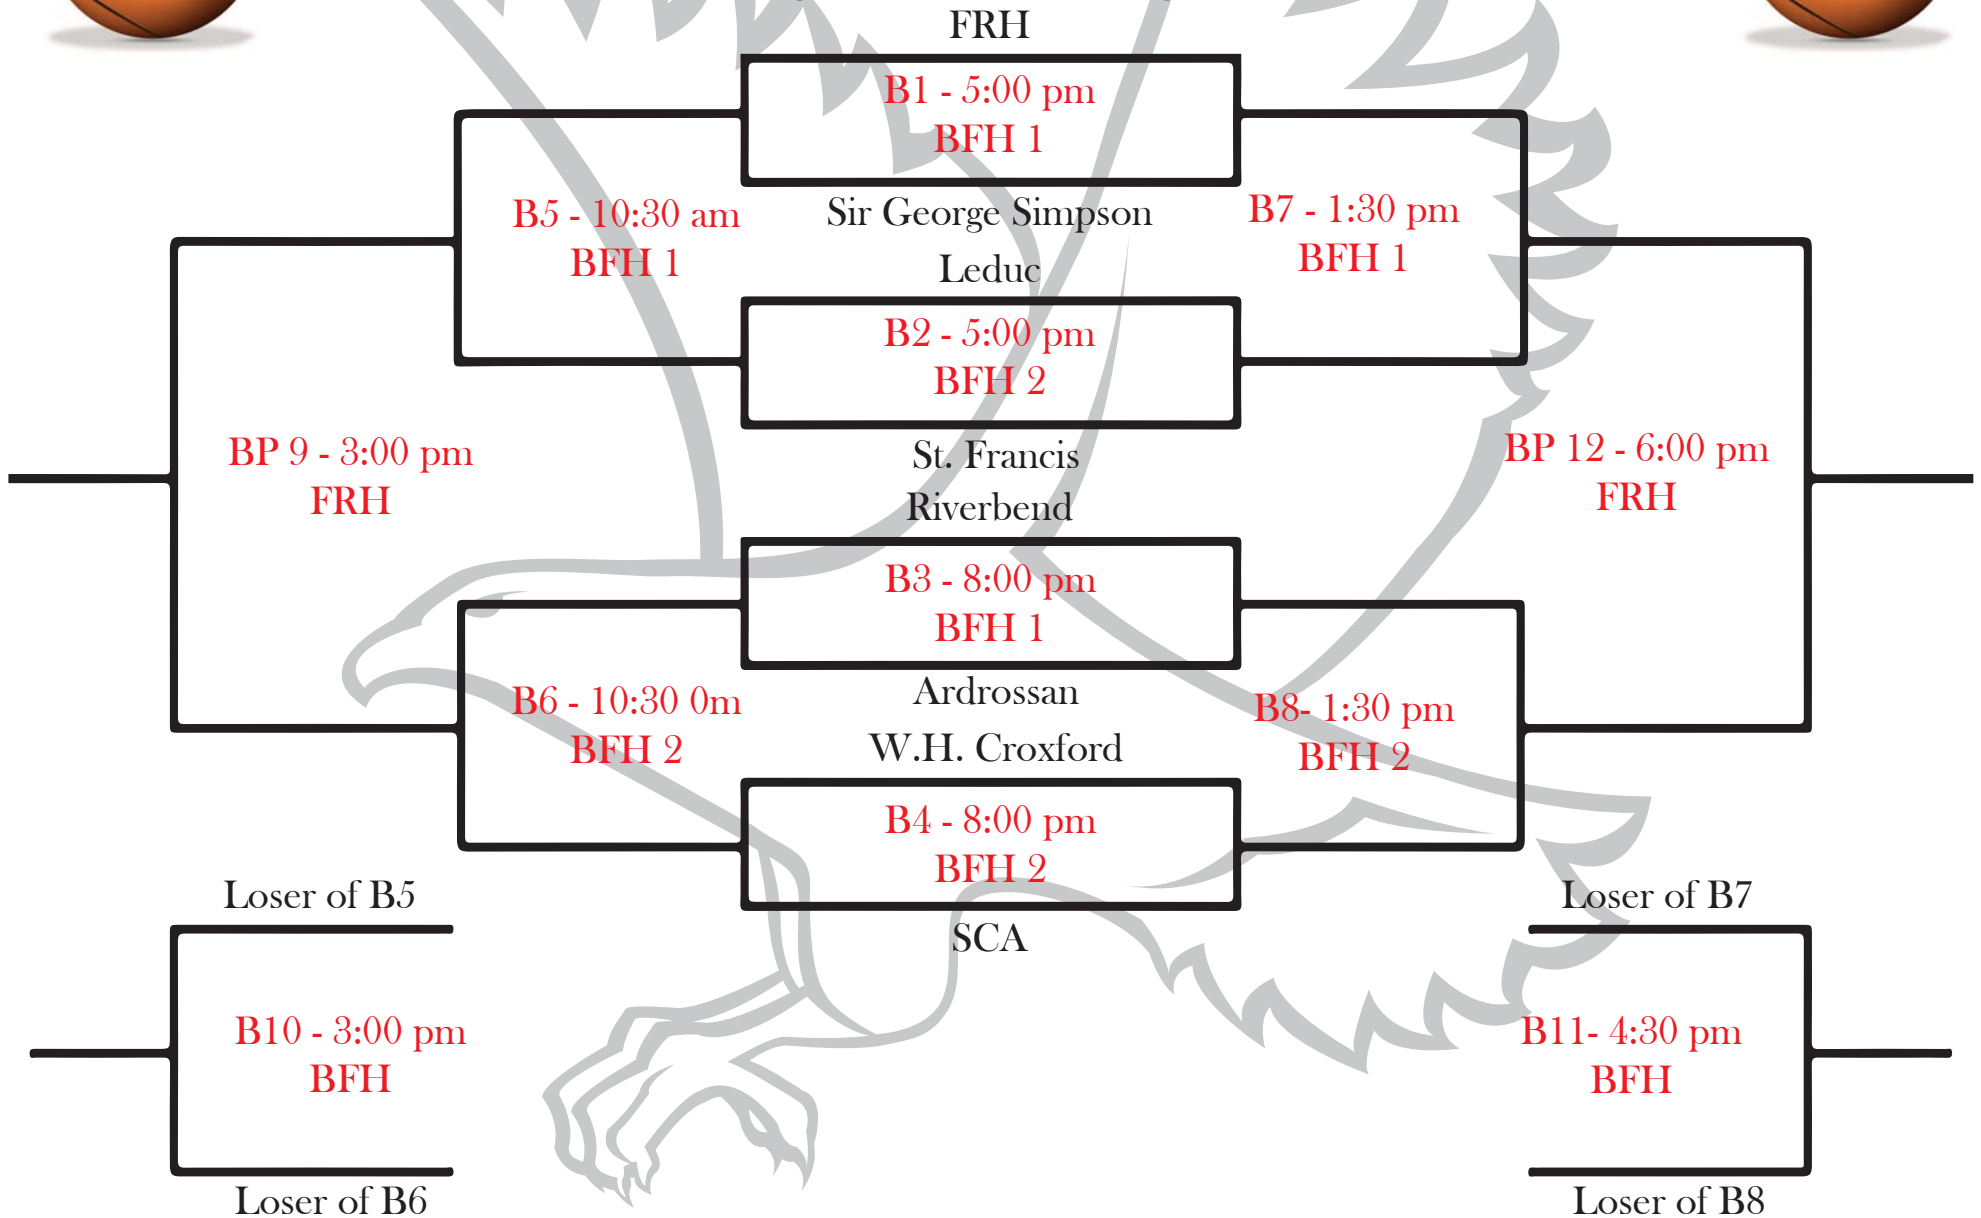 FRH
B1 - 5:00 pm
BFH 1
Sir George Simpson
B5 - 10:30 am
BFH 1
B7 - 1:30 pm
BFH 1
Leduc
B2 - 5:00 pm
BFH 2
St. Francis
BP 9 - 3:00 pm
FRH
BP 12 - 6:00 pm
FRH
Riverbend
B3 - 8:00 pm
BFH 1
Ardrossan
B6 - 10:30 0m
BFH 2
B8- 1:30 pm
BFH 2
W.H. Croxford
B4 - 8:00 pm
BFH 2
SCA
Loser of B5
B10 - 3:00 pm
BFH
Loser of B6
Loser of B7
B11- 4:30 pm
BFH
Loser of B8